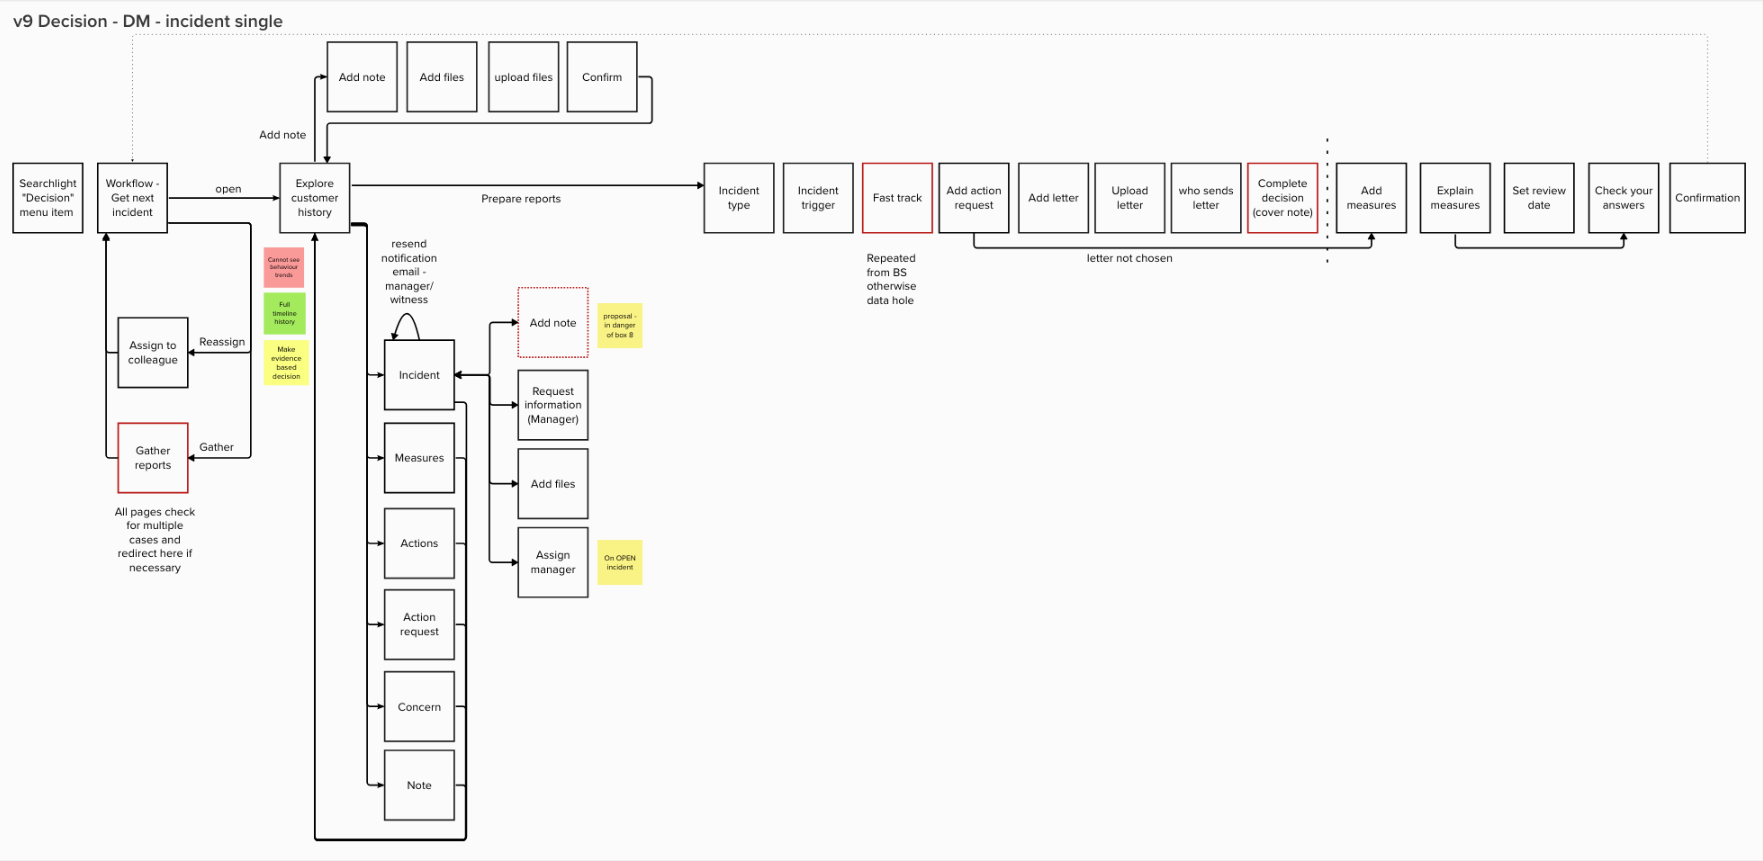 v9 Decision - DM - incident single
Add note
Add files
upload files
Confirm
Add note
Searchlight
"Decision"
menu item
Workflow -
Get next
incident
open
Explore
customer
history
Prepare reports
Incident
type
Incident
trigger
Fast track
Add action
request
Add letter
Upload
letter
who sends
letter
Complete
decision
(cover note)
Add
measures
Explain
measures
Set review
date
Check your
answers
Confirmation
letter not chosen
Repeated
from BS
otherwise
data hole
Cannot see
behaviour
trends
Full
timeline
history
Make
evidence
based
decision
resend
notification
email -
manager/
witness
Assign to
colleague
Reassign
Gather
reports
Gather
All pages check
for multiple
cases and
redirect here if
necessary
Incident
Measures
Actions
Action
request
Concern
Note
Add note
proposal -
in danger
of box 8
Request
information
(Manager)
Add files
Assign
manager
On OPEN
incident